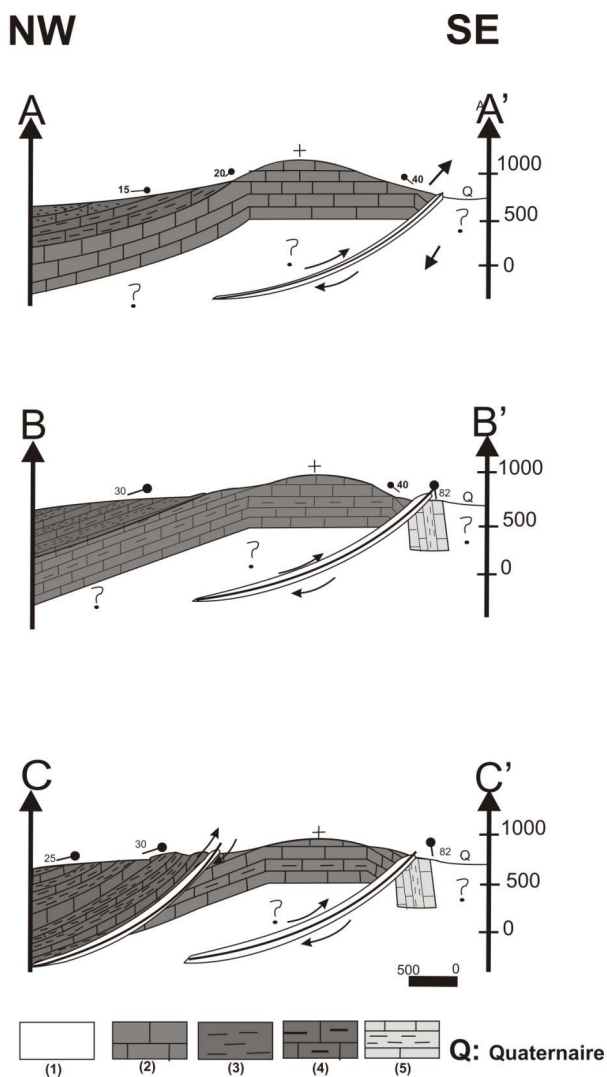 NW SE
A A A'
1000
500
0
15 20 + 40 Q
? ? ?
B B'
1000
500
0
30 + 40 82 Q
? ? ?
C C'
1000
500
0
25 30 + 82 Q
? ?
500 0
(1) (2) (3) (4) (5) Q: Quaternaire